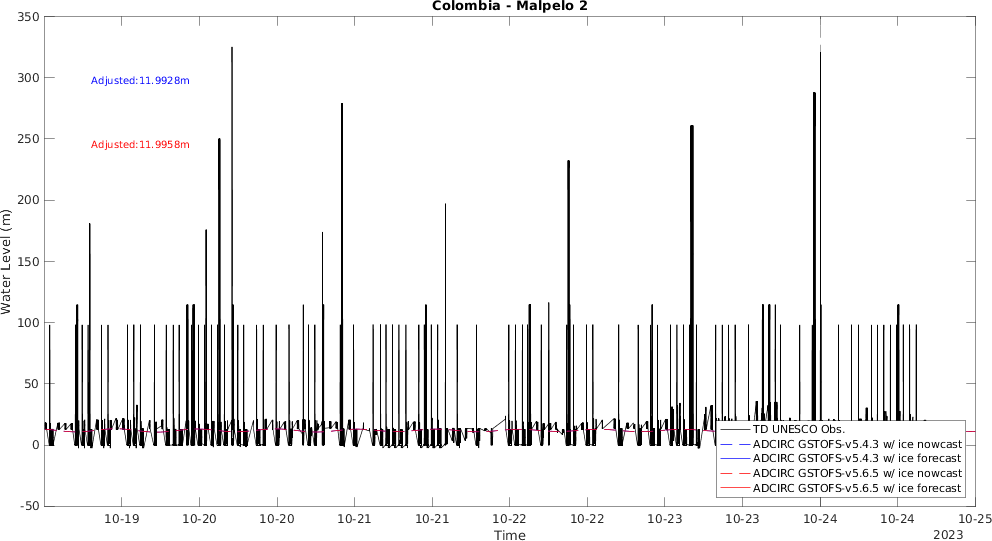 Colombia - Malpelo 2
350
300
250
200
150
100
50
0
-50
Water Level (m)
Adjusted:11.9928m
Adjusted:11.9958m
TD UNESCO Obs.
ADCIRC GSTOFS-v5.4.3 w/ ice nowcast
ADCIRC GSTOFS-v5.4.3 w/ ice forecast
ADCIRC GSTOFS-v5.6.5 w/ ice nowcast
ADCIRC GSTOFS-v5.6.5 w/ ice forecast
10-19 10-20 10-20 10-21 10-21 10-22 10-22 10-23 10-23 10-24 10-24 10-25
Time
2023